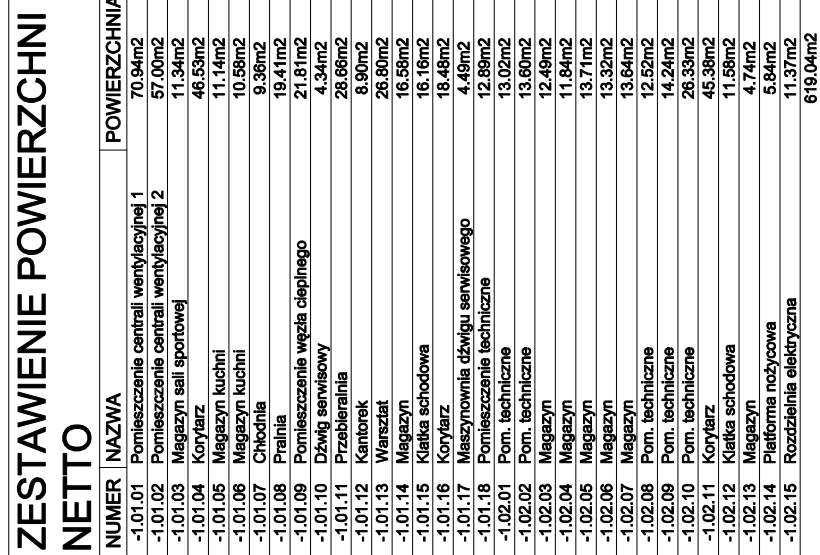 ZESTAWIENIE POWIERZCHNI
NETTO
NUMER NAZWA POWIERZCHNIA
-1.01.01 Pomieszczenie centrali wentylacyjnej 1 70.94m2
-1.01.02 Pomieszczenie centrali wentylacyjnej 2 57.00m2
-1.01.03 Magazyn sali sportowej 11.34m2
-1.01.04 Korytarz 46.53m2
-1.01.05 Magazyn kuchni 11.14m2
-1.01.06 Magazyn kuchni 10.58m2
-1.01.07 Chłodnia 9.36m2
-1.01.08 Pralnia 19.41m2
-1.01.09 Pomieszczenie węzła cieplnego 21.81m2
-1.01.10 Dźwig serwisowy 4.34m2
-1.01.11 Przebieralnia 28.66m2
-1.01.12 Kantorek 8.90m2
-1.01.13 Warsztat 26.80m2
-1.01.14 Magazyn 16.58m2
-1.01.15 Klatka schodowa 16.16m2
-1.01.16 Korytarz 18.48m2
-1.01.17 Maszynownia dźwigu serwisowego 4.49m2
-1.01.18 Pomieszczenie techniczne 12.89m2
-1.02.01 Pom. techniczne 13.02m2
-1.02.02 Pom. techniczne 13.60m2
-1.02.03 Magazyn 12.49m2
-1.02.04 Magazyn 11.84m2
-1.02.05 Magazyn 13.71m2
-1.02.06 Magazyn 13.32m2
-1.02.07 Magazyn 13.64m2
-1.02.08 Pom. techniczne 12.52m2
-1.02.09 Pom. techniczne 14.24m2
-1.02.10 Pom. techniczne 26.33m2
-1.02.11 Korytarz 45.38m2
-1.02.12 Klatka schodowa 11.58m2
-1.02.13 Magazyn 4.74m2
-1.02.14 Platforma nożycowa 5.84m2
-1.02.15 Rozdzielnia elektryczna 11.37m2
619.04m2